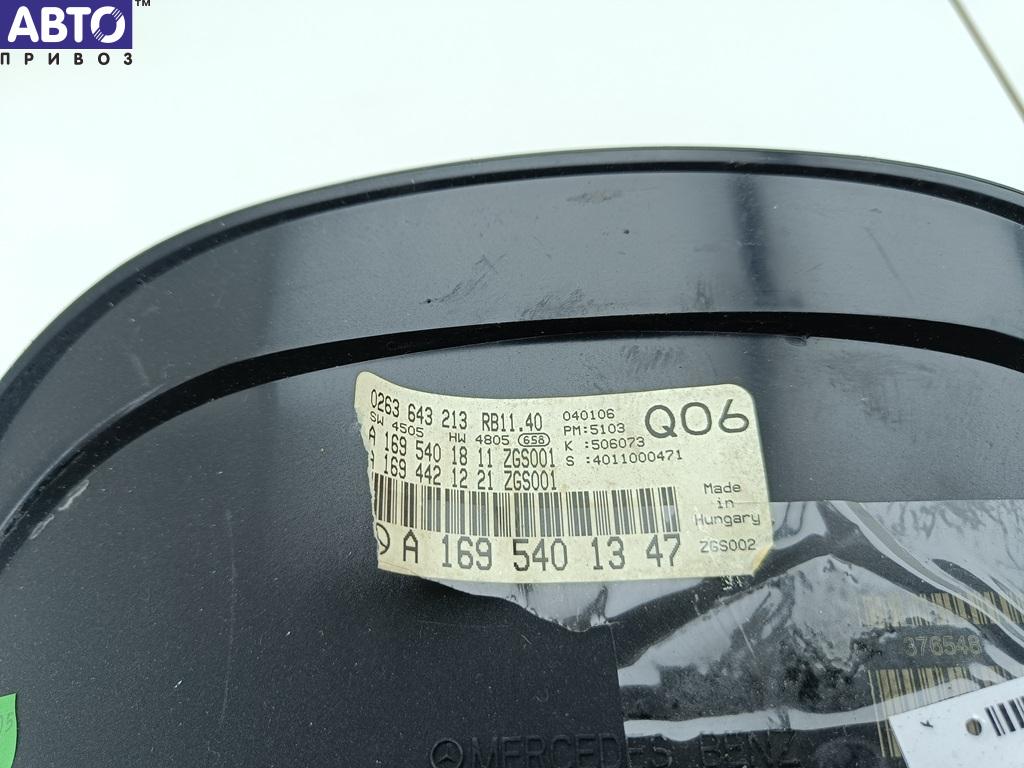 АВТО™
ПРИВОЗ
0263 643 213 RB11.40
SW 4505 HW 4805 658
A 169 540 18 11 ZGS001
A 169 442 12 21 ZGS001
040106
PM:5103
K :506073
S :4011000471
Q06
Made
in
Hungary
A 169 540 13 47
ZGS002
376548
MERCEDES BENZ